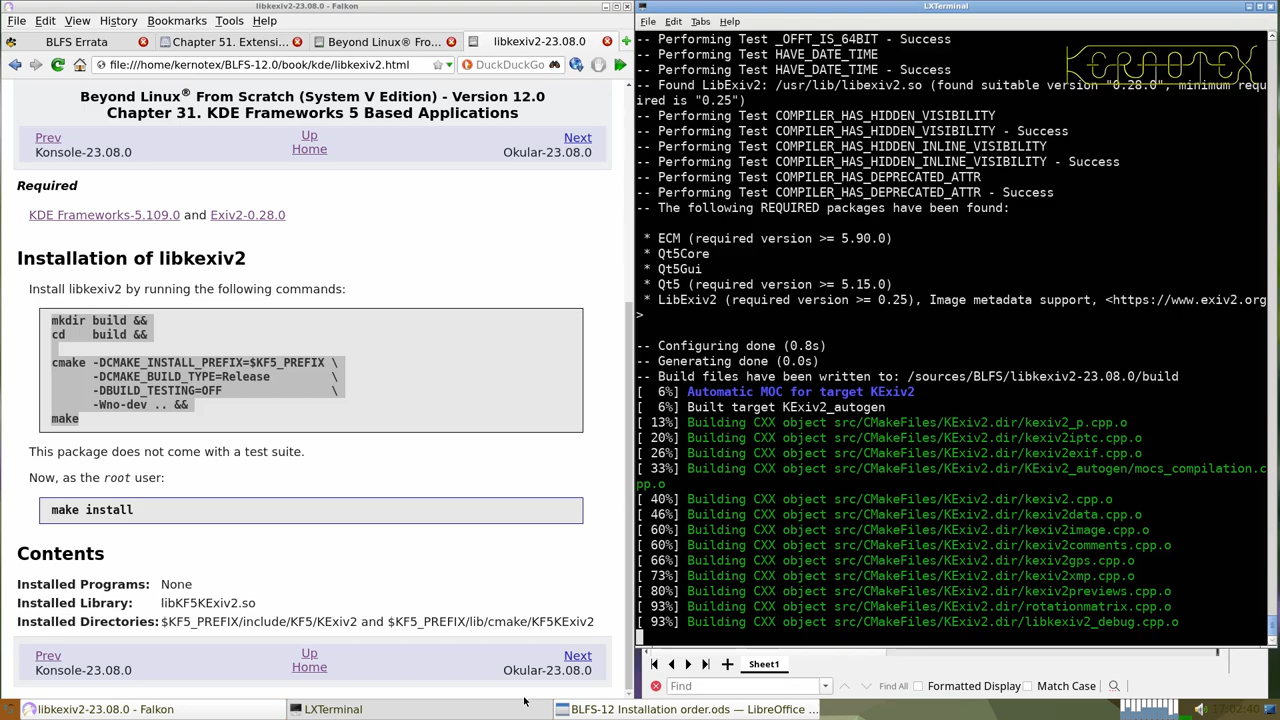 libkexiv2-23.08.0 - Falkon
File Edit View History Bookmarks Tools Help
BLFS Errata
Chapter 51. Extensi...
Beyond Linux® Fro...
libkexiv2-23.08.0
file:///home/kernotex/BLFS-12.0/book/kde/libkexiv2.html
DuckDuckGo
Beyond Linux® From Scratch (System V Edition) - Version 12.0
Chapter 31. KDE Frameworks 5 Based Applications
Prev
Up
Next
Konsole-23.08.0
Home
Okular-23.08.0
Required
KDE Frameworks-5.109.0 and Exiv2-0.28.0
Installation of libkexiv2
Install libkexiv2 by running the following commands:
mkdir build &&
cd    build &&
cmake -DCMAKE_INSTALL_PREFIX=$KF5_PREFIX \
-DCMAKE_BUILD_TYPE=Release         \
-DBUILD_TESTING=OFF                \
-Wno-dev .. &&
make
This package does not come with a test suite.
Now, as the root user:
make install
Contents
Installed Programs: None
Installed Library: libKF5KExiv2.so
Installed Directories: $KF5_PREFIX/include/KF5/KExiv2 and $KF5_PREFIX/lib/cmake/KF5KExiv2
Prev
Up
Next
Konsole-23.08.0
Home
Okular-23.08.0
LXTerminal
File Edit Tabs Help
KERNOTEX
-- Performing Test _OFFT_IS_64BIT - Success
-- Performing Test HAVE_DATE_TIME
-- Performing Test HAVE_DATE_TIME - Success
-- Found LibExiv2: /usr/lib/libexiv2.so (found suitable version "0.28.0", minimum requ
ired is "0.25")
-- Performing Test COMPILER_HAS_HIDDEN_VISIBILITY
-- Performing Test COMPILER_HAS_HIDDEN_VISIBILITY - Success
-- Performing Test COMPILER_HAS_HIDDEN_INLINE_VISIBILITY
-- Performing Test COMPILER_HAS_HIDDEN_INLINE_VISIBILITY - Success
-- Performing Test COMPILER_HAS_DEPRECATED_ATTR
-- Performing Test COMPILER_HAS_DEPRECATED_ATTR - Success
-- The following REQUIRED packages have been found:
* ECM (required version >= 5.90.0)
* Qt5Core
* Qt5Gui
* Qt5 (required version >= 5.15.0)
* LibExiv2 (required version >= 0.25), Image metadata support, <https://www.exiv2.org
>
-- Configuring done (0.8s)
-- Generating done (0.0s)
-- Build files have been written to: /sources/BLFS/libkexiv2-23.08.0/build
[  6%] Automatic MOC for target KExiv2
[  6%] Built target KExiv2_autogen
[ 13%] Building CXX object src/CMakeFiles/KExiv2.dir/kexiv2_p.cpp.o
[ 20%] Building CXX object src/CMakeFiles/KExiv2.dir/kexiv2iptc.cpp.o
[ 26%] Building CXX object src/CMakeFiles/KExiv2.dir/kexiv2exif.cpp.o
[ 33%] Building CXX object src/CMakeFiles/KExiv2.dir/KExiv2_autogen/mocs_compilation.c
pp.o
[ 40%] Building CXX object src/CMakeFiles/KExiv2.dir/kexiv2.cpp.o
[ 46%] Building CXX object src/CMakeFiles/KExiv2.dir/kexiv2data.cpp.o
[ 60%] Building CXX object src/CMakeFiles/KExiv2.dir/kexiv2image.cpp.o
[ 60%] Building CXX object src/CMakeFiles/KExiv2.dir/kexiv2comments.cpp.o
[ 66%] Building CXX object src/CMakeFiles/KExiv2.dir/kexiv2gps.cpp.o
[ 73%] Building CXX object src/CMakeFiles/KExiv2.dir/kexiv2xmp.cpp.o
[ 80%] Building CXX object src/CMakeFiles/KExiv2.dir/kexiv2previews.cpp.o
[ 93%] Building CXX object src/CMakeFiles/KExiv2.dir/rotationmatrix.cpp.o
[ 93%] Building CXX object src/CMakeFiles/KExiv2.dir/libkexiv2_debug.cpp.o
Sheet1
Find
Find All
Formatted Display
Match Case
libkexiv2-23.08.0 - Falkon
LXTerminal
BLFS-12 Installation order.ods — LibreOffice ...
17:02:40